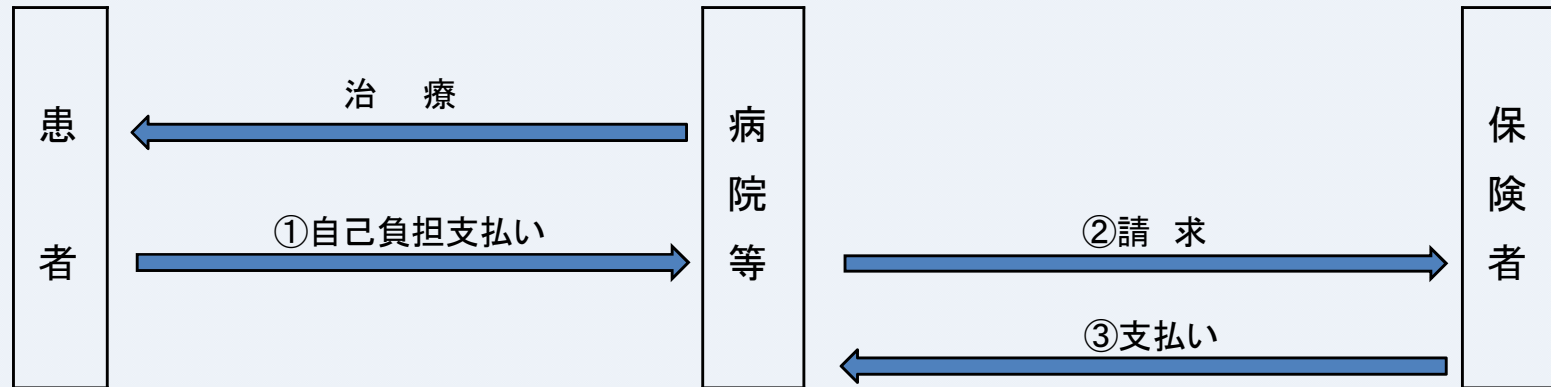 患者
治療
①自己負担支払い
病院等
②請求
③支払い
保険者